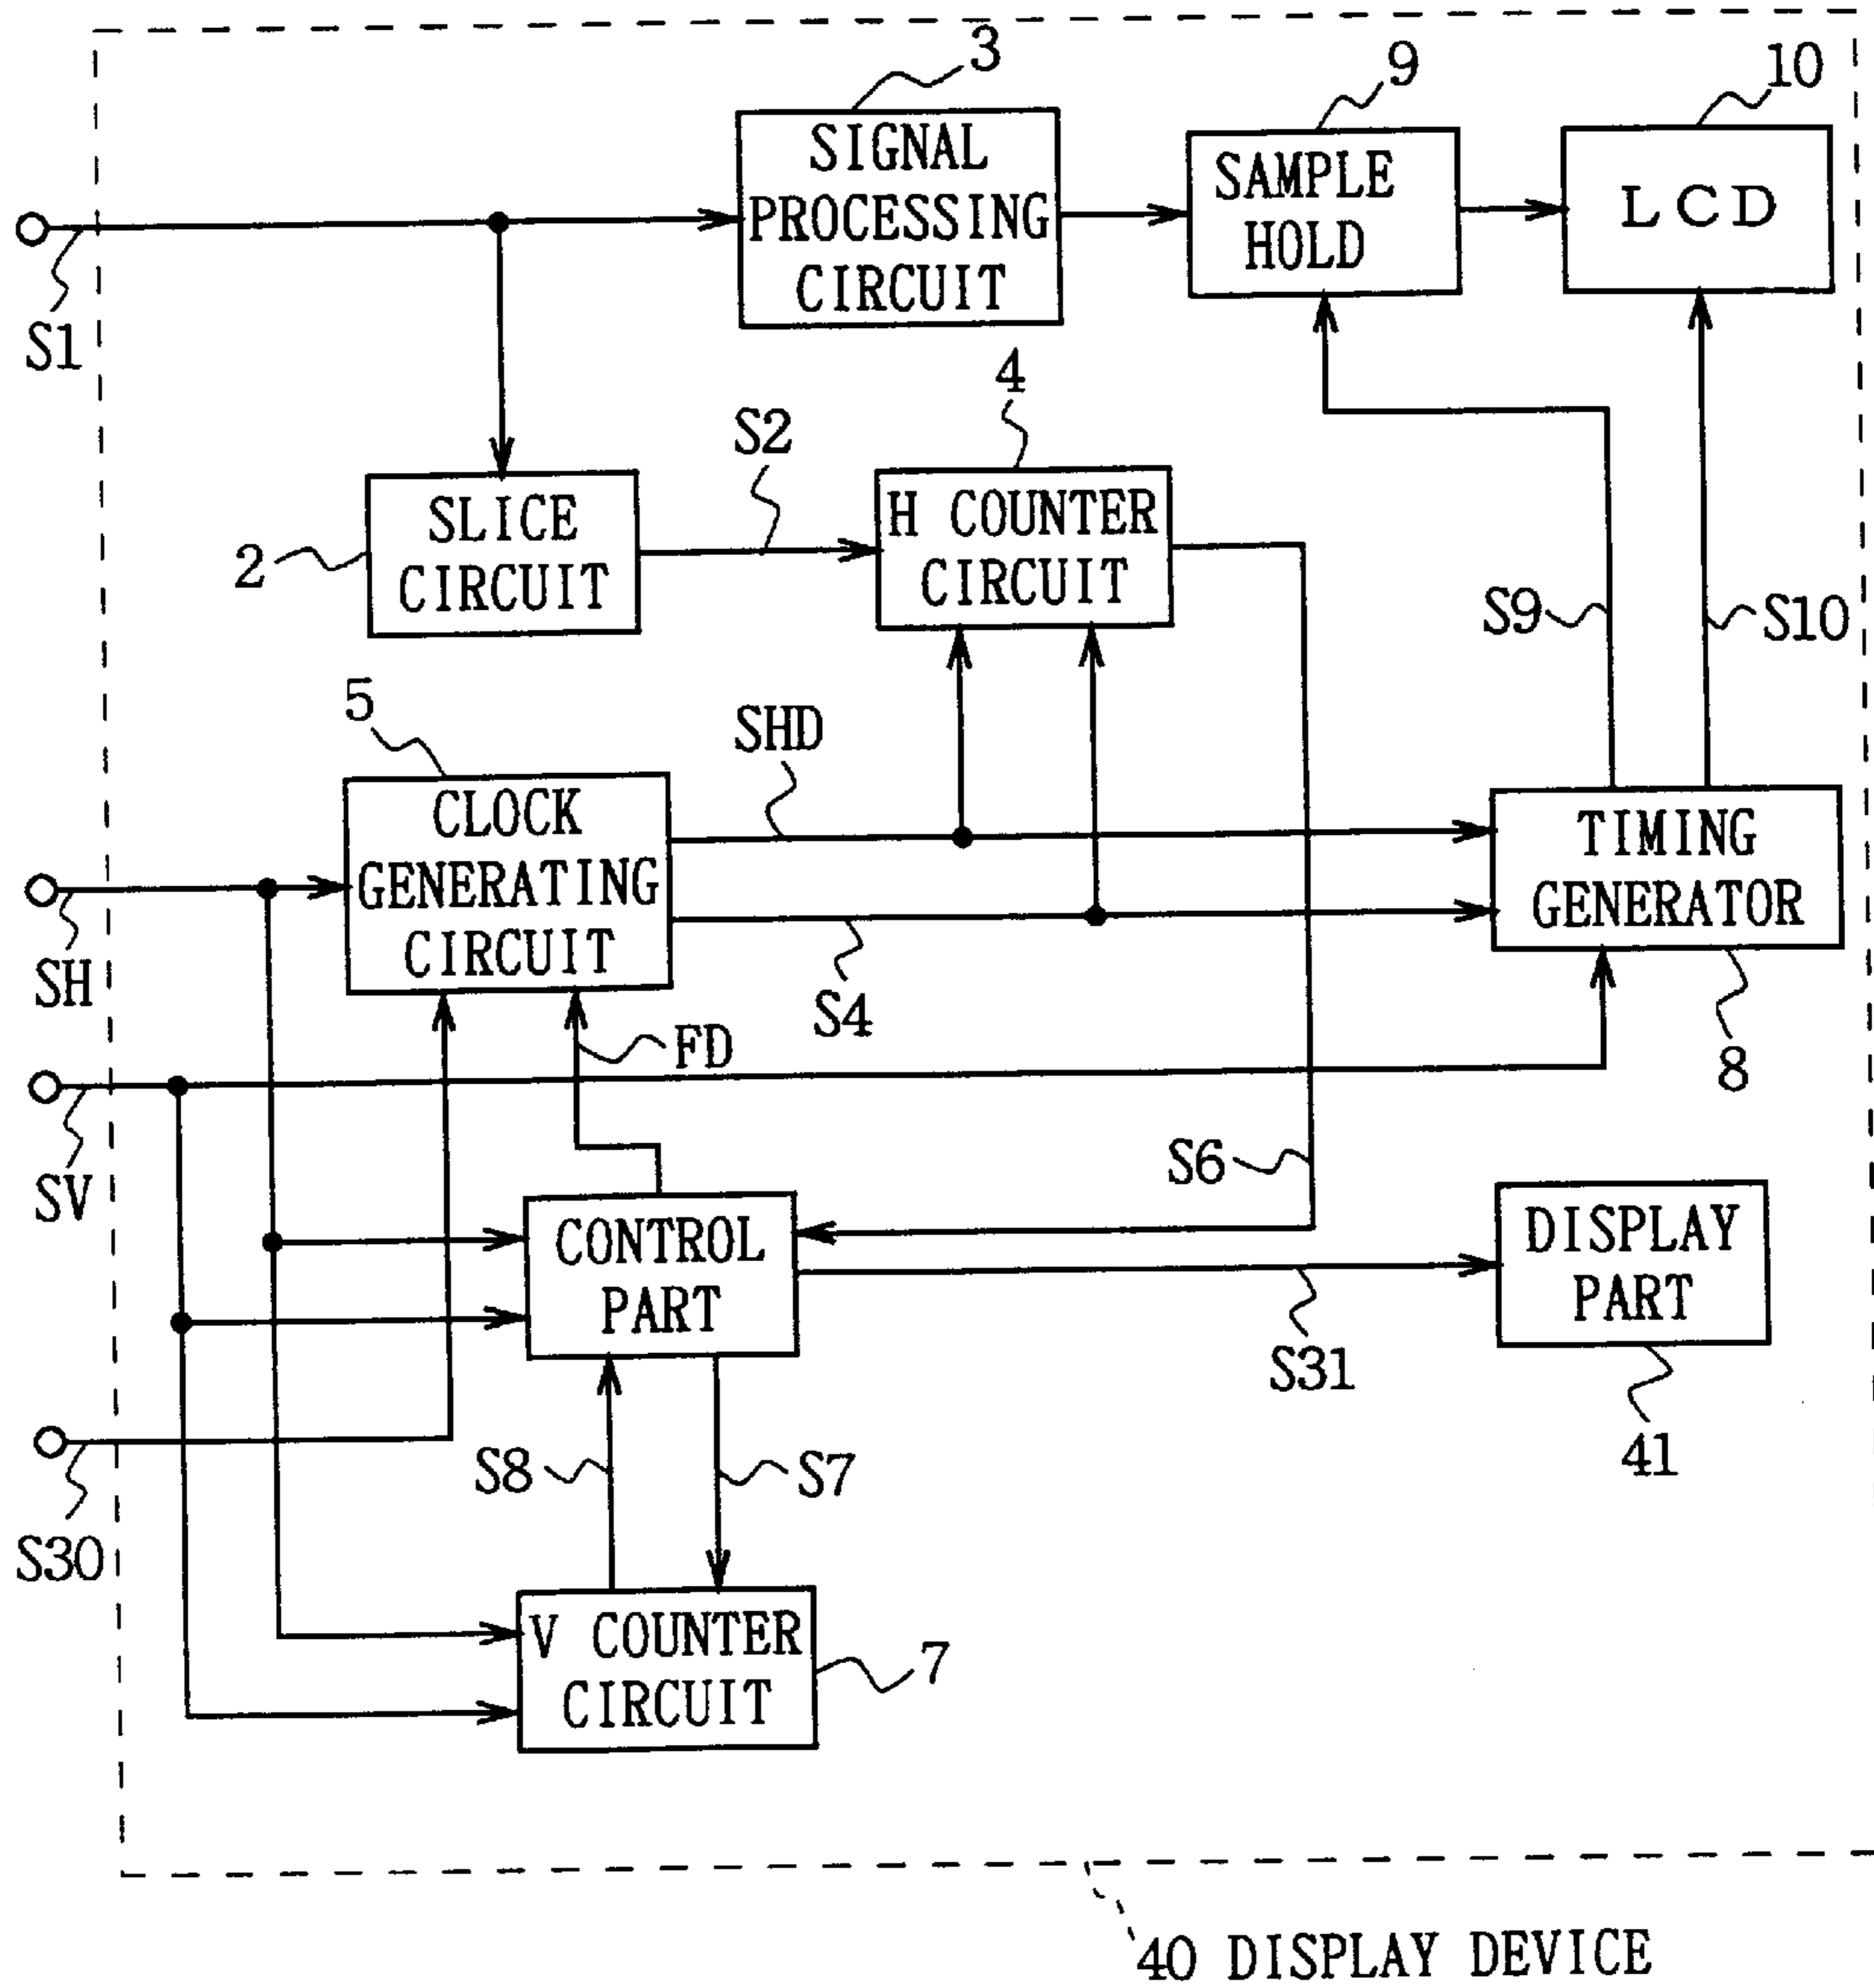 3
9
10
SIGNAL
PROCESSING
CIRCUIT
SAMPLE
HOLD
LCD
S1
4
S2
SLICE
CIRCUIT
2
H COUNTER
CIRCUIT
S9
S10
5
SHD
CLOCK
GENERATING
CIRCUIT
TIMING
GENERATOR
SH
S4
FD
8
SV
S6
CONTROL
PART
DISPLAY
PART
S31
41
S8
S7
S30
V COUNTER
CIRCUIT
7
40 DISPLAY DEVICE